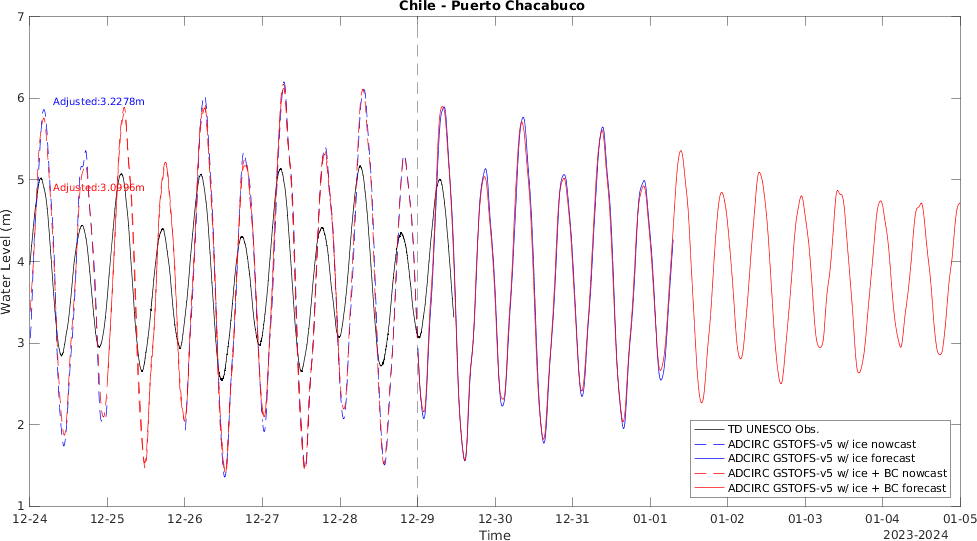 Chile - Puerto Chacabuco
7
6
5
4
3
2
1
Water Level (m)
Adjusted:3.2278m
Adjusted:3.0996m
TD UNESCO Obs.
ADCIRC GSTOFS-v5 w/ ice nowcast
ADCIRC GSTOFS-v5 w/ ice forecast
ADCIRC GSTOFS-v5 w/ ice + BC nowcast
ADCIRC GSTOFS-v5 w/ ice + BC forecast
12-24 12-25 12-26 12-27 12-28 12-29 12-30 12-31 01-01 01-02 01-03 01-04 01-05
Time
2023-2024